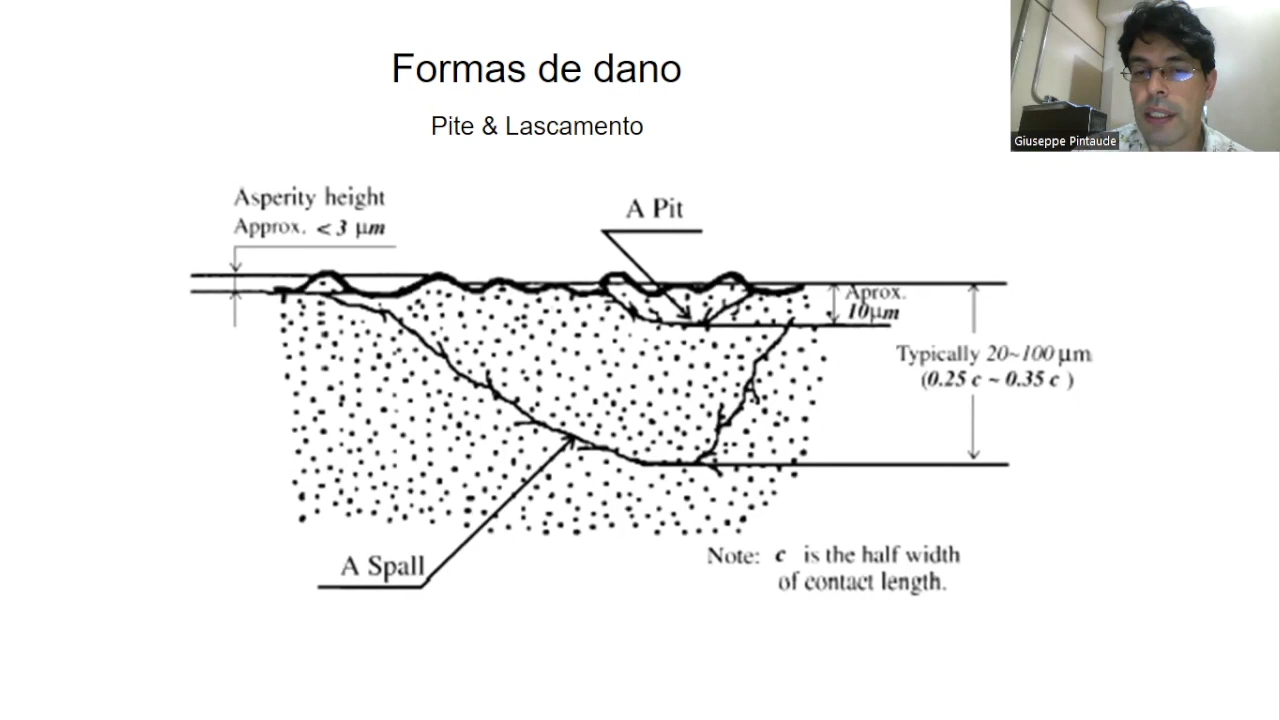 Formas de dano
Pite & Lascamento
Giuseppe Pintaude
Asperity height
Approx. < 3 μm
A Pit
Aprox.
10μm
Typically 20~100 μm
(0.25 c ~ 0.35 c )
A Spall
Note: c is the half width
of contact length.